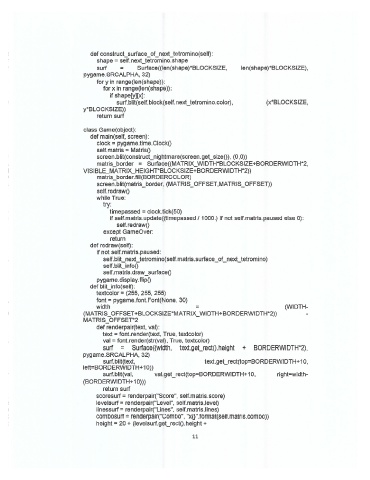 def construct_surface_of_next_tetromino(self):
shape = self.next_tetromino.shape
surf = Surface((len(shape)*BLOCKSIZE, len(shape)*BLOCKSIZE),
pygame.SRCALPHA, 32)
for y in range(len(shape)):
for x in range(len(shape)):
if shape[y][x]:
surf.blit(self.block(self.next_tetromino.color), (x*BLOCKSIZE,
y*BLOCKSIZE))
return surf
class Game(object):
def main(self, screen):
clock = pygame.time.Clock()
self.matris = Matris()
screen.blit(construct_nightmare(screen.get_size()), (0,0))
matris_border = Surface((MATRIX_WIDTH*BLOCKSIZE+BORDERWIDTH*2,
VISIBLE_MATRIX_HEIGHT*BLOCKSIZE+BORDERWIDTH*2))
matris_border.fill(BORDERCOLOR)
screen.blit(matris_border, (MATRIS_OFFSET,MATRIS_OFFSET))
self.redraw()
while True:
try:
timepassed = clock.tick(50)
if self.matris.update((timepassed / 1000.) if not self.matris.paused else 0):
self.redraw()
except GameOver:
return
def redraw(self):
if not self.matris.paused:
self.blit_next_tetromino(self.matris.surface_of_next_tetromino)
self.blit_info()
self.matris.draw_surface()
pygame.display.flip()
def blit_info(self):
textcolor = (255, 255, 255)
font = pygame.font.Font(None, 30)
width = (WIDTH-
(MATRIS_OFFSET+BLOCKSIZE*MATRIX_WIDTH+BORDERWIDTH*2)) -
MATRIS_OFFSET*2
def renderpair(text, val):
text = font.render(text, True, textcolor)
val = font.render(str(val), True, textcolor)
surf = Surface((width, text.get_rect().height + BORDERWIDTH*2),
pygame.SRCALPHA, 32)
surf.blit(text, text.get_rect(top=BORDERWIDTH+10,
left=BORDERWIDTH+10))
surf.blit(val, val.get_rect(top=BORDERWIDTH+10, right=width-
(BORDERWIDTH+10)))
return surf
scoresurf = renderpair("Score", self.matris.score)
levelsurf = renderpair("Level", self.matris.level)
linessurf = renderpair("Lines", self.matris.lines)
combosurf = renderpair("Combo", "x{}".format(self.matris.combo))
height = 20 + (levelsurf.get_rect().height +
11